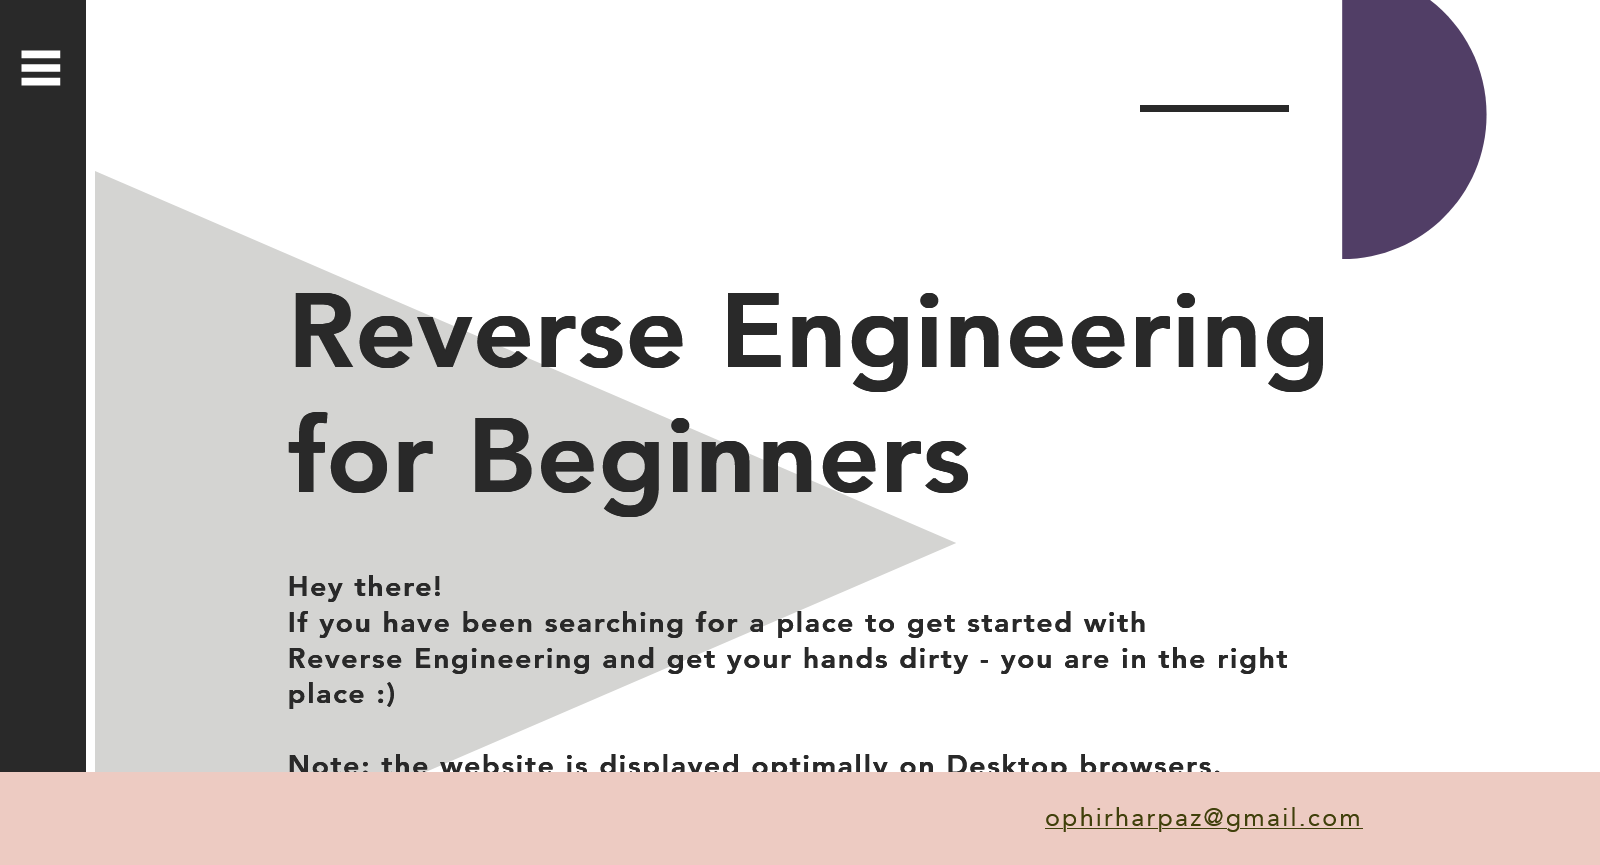 Reverse Engineering
for Beginners
Hey there!
If you have been searching for a place to get started with
Reverse Engineering and get your hands dirty - you are in the right
place :)
Note: the website is displayed optimally on Desktop browsers.
ophirharpaz@gmail.com